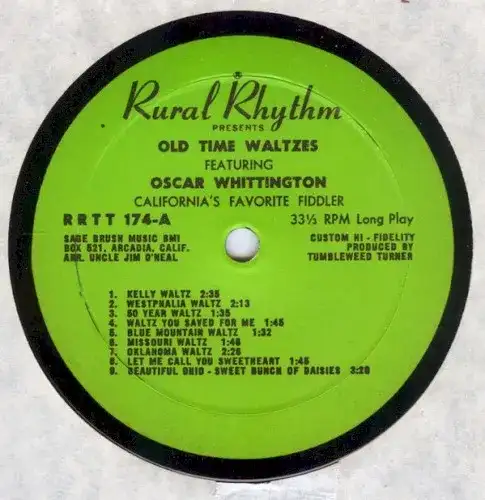 ®
Rural Rhythm
PRESENTS
OLD TIME WALTZES
FEATURING
OSCAR WHITTINGTON
CALIFORNIA'S FAVORITE FIDDLER
RRTT 174-A 33⅓ RPM Long Play
SAGE BRUSH MUSIC BMI
BOX 521, ARCADIA, CALIF.
ARR. UNCLE JIM O'NEAL
CUSTOM HI - FIDELITY
PRODUCED BY
TUMBLEWEED TURNER
1. KELLY WALTZ 2:35
2. WESTPHALIA WALTZ 2:13
3. 50 YEAR WALTZ 1:35
4. WALTZ YOU SAVED FOR ME 1:45
5. BLUE MOUNTAIN WALTZ 1:32
6. MISSOURI WALTZ 1:46
7. OKLAHOMA WALTZ 2:26
8. LET ME CALL YOU SWEETHEART 1:45
9. BEAUTIFUL OHIO - SWEET BUNCH OF DAISIES 3:20